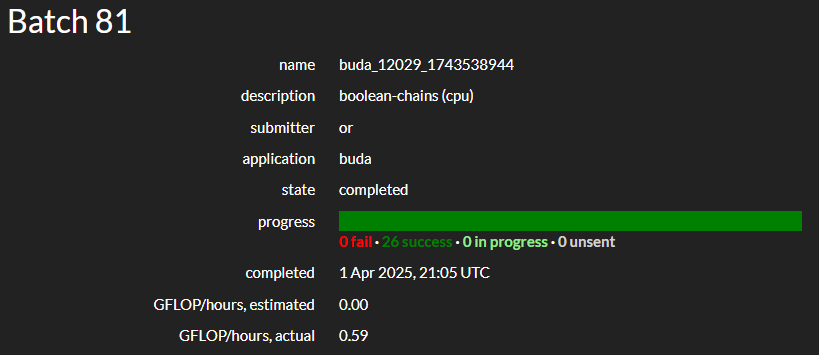 Batch 81
name buda_12029_1743538944
description boolean-chains (cpu)
submitter or
application buda
state completed
progress
0 fail · 26 success · 0 in progress · 0 unsent
completed 1 Apr 2025, 21:05 UTC
GFLOP/hours, estimated 0.00
GFLOP/hours, actual 0.59